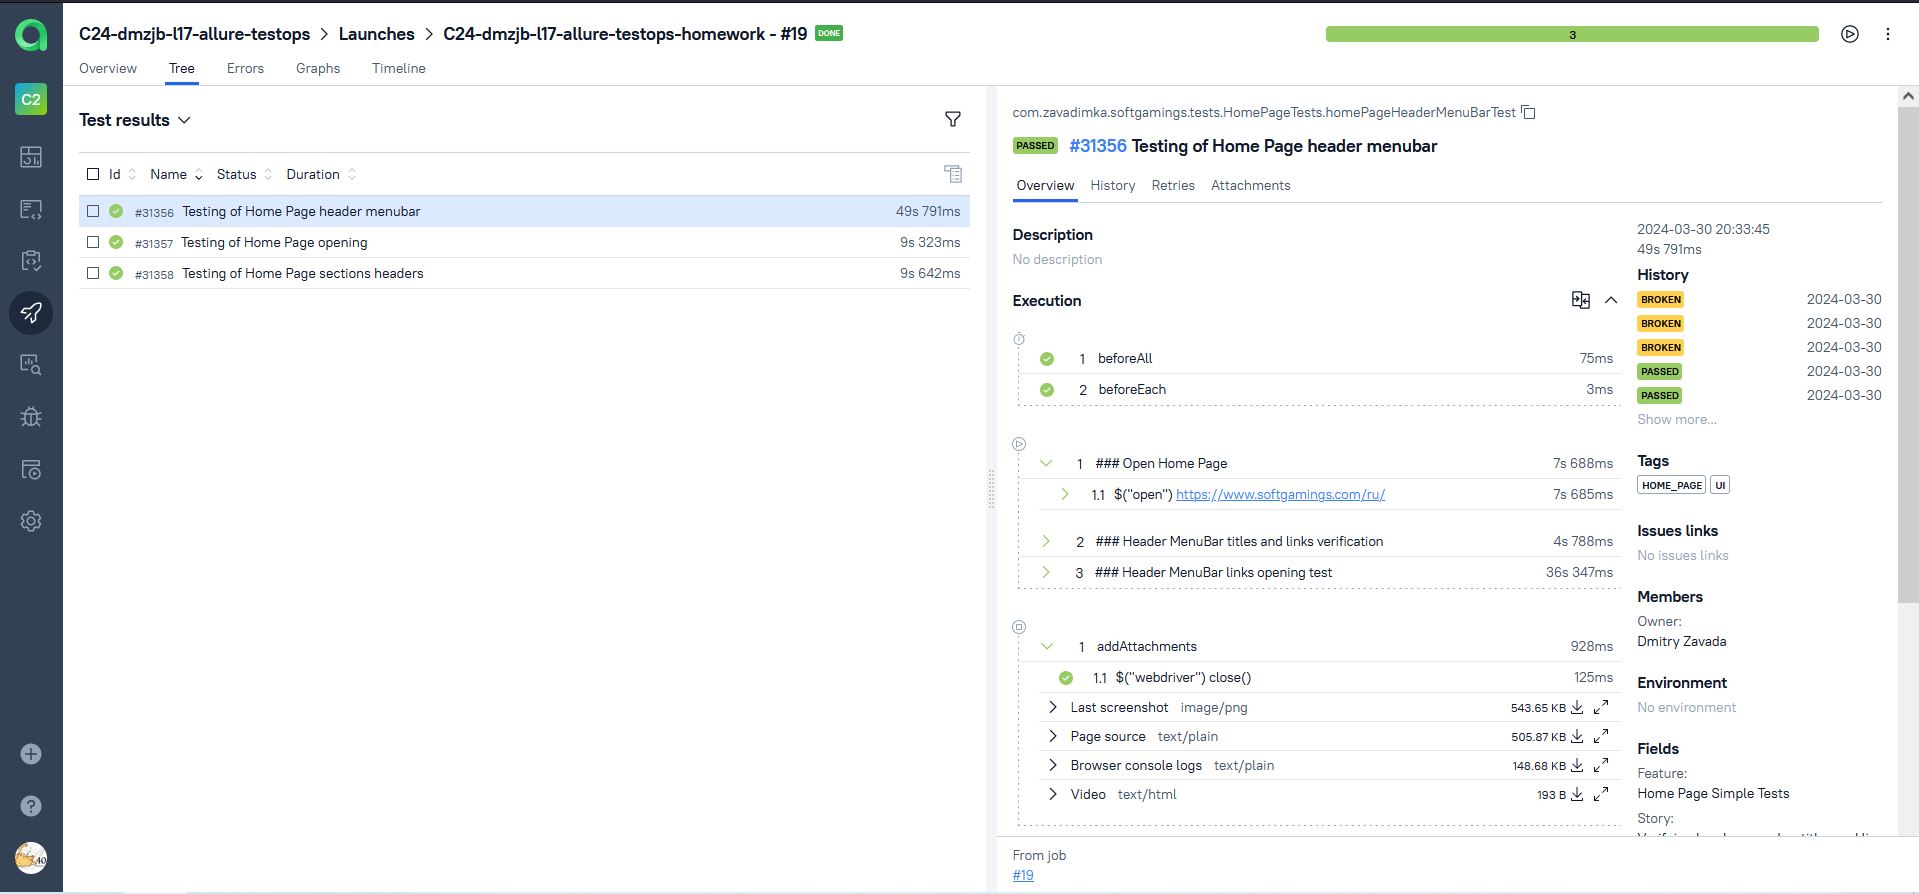 C24-dmzjb-l17-allure-testops > Launches > C24-dmzjb-l17-allure-testops-homework - #19 DONE
3
Overview Tree Errors Graphs Timeline
C2
Test results
Id Name Status Duration
#31356 Testing of Home Page header menubar 49s 791ms
#31357 Testing of Home Page opening 9s 323ms
#31358 Testing of Home Page sections headers 9s 642ms
com.zavadimka.softgamings.tests.HomePageTests.homePageHeaderMenuBarTest
PASSED #31356 Testing of Home Page header menubar
Overview History Retries Attachments
Description
No description
Execution
1 beforeAll 75ms
2 beforeEach 3ms
1 ### Open Home Page 7s 688ms
1.1 $("open") https://www.softgamings.com/ru/ 7s 685ms
2 ### Header MenuBar titles and links verification 4s 788ms
3 ### Header MenuBar links opening test 36s 347ms
1 addAttachments 928ms
1.1 $("webdriver") close() 125ms
Last screenshot image/png 543.65 KB
Page source text/plain 505.87 KB
Browser console logs text/plain 148.68 KB
Video text/html 193 B
2024-03-30 20:33:45
49s 791ms
History
BROKEN 2024-03-30
BROKEN 2024-03-30
BROKEN 2024-03-30
PASSED 2024-03-30
PASSED 2024-03-30
Show more...
Tags
HOME_PAGE UI
Issues links
No issues links
Members
Owner:
Dmitry Zavada
Environment
No environment
Fields
Feature:
Home Page Simple Tests
Story:
From job
#19
40